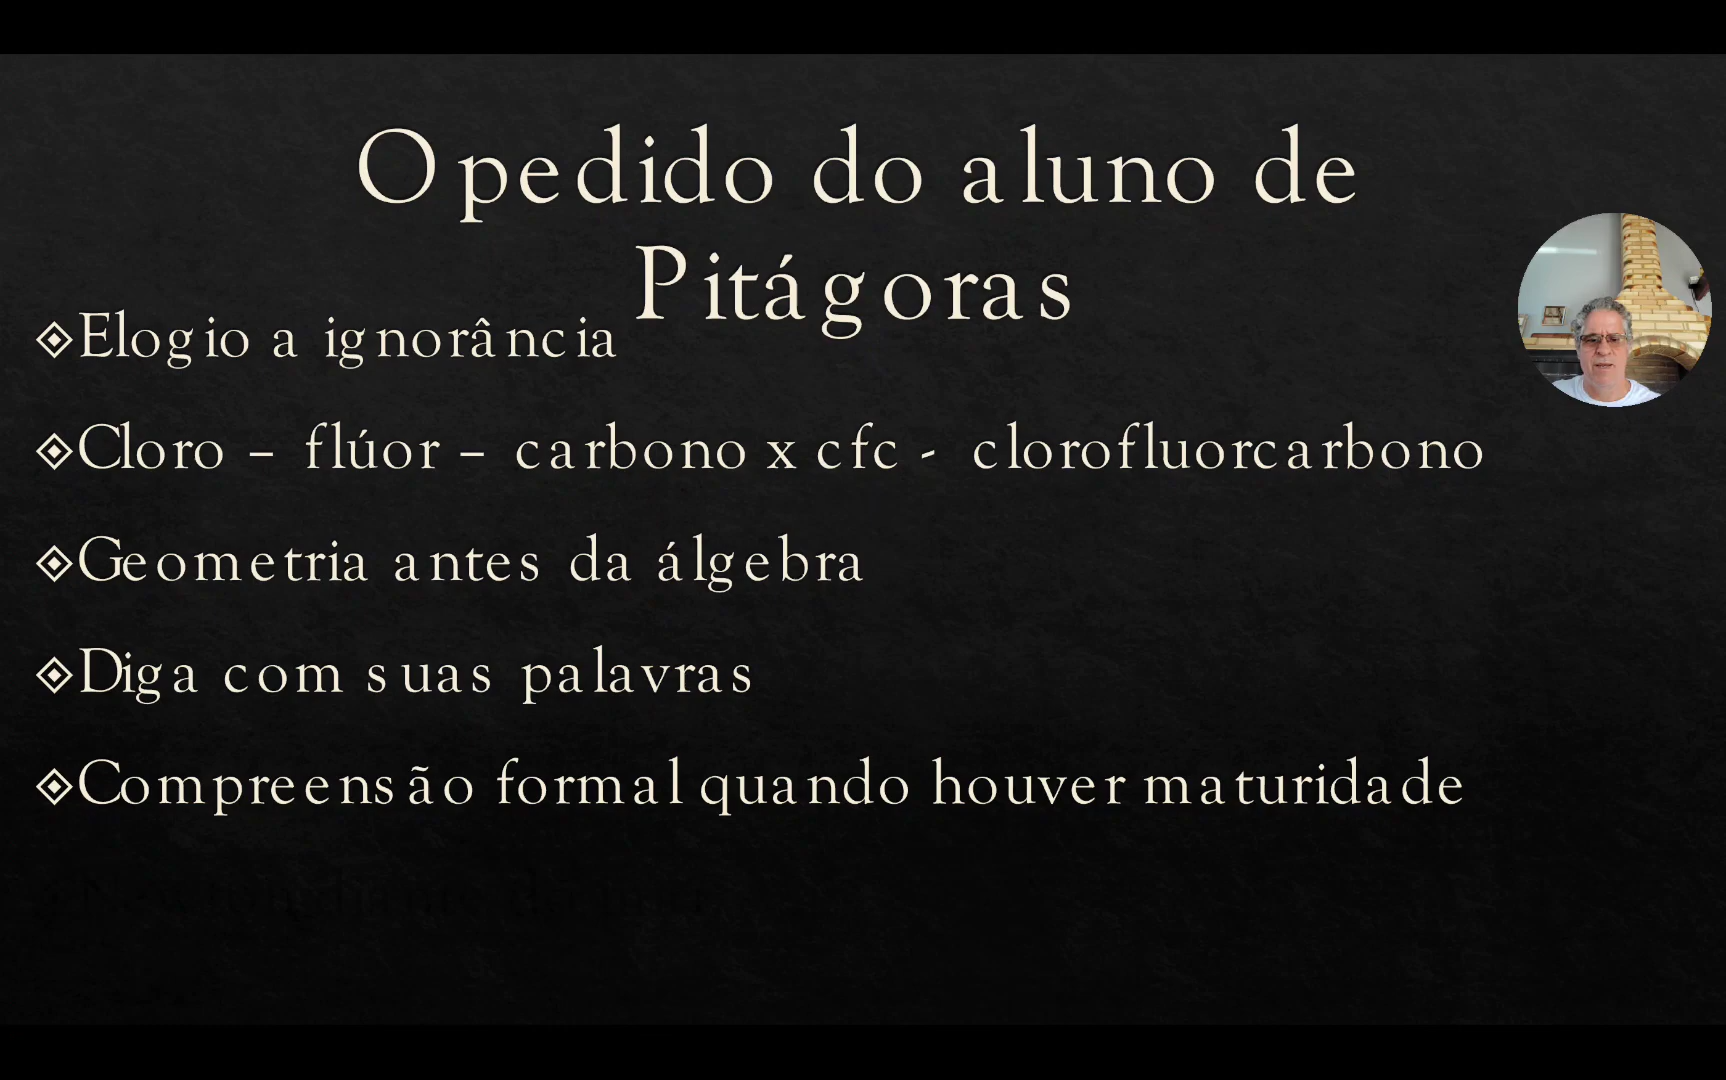 O pedido do aluno de
Pitágoras
Elogio a ignorância
Cloro – flúor – carbono x cfc - clorofluorcarbono
Geometria antes da álgebra
Diga com suas palavras
Compreensão formal quando houver maturidade